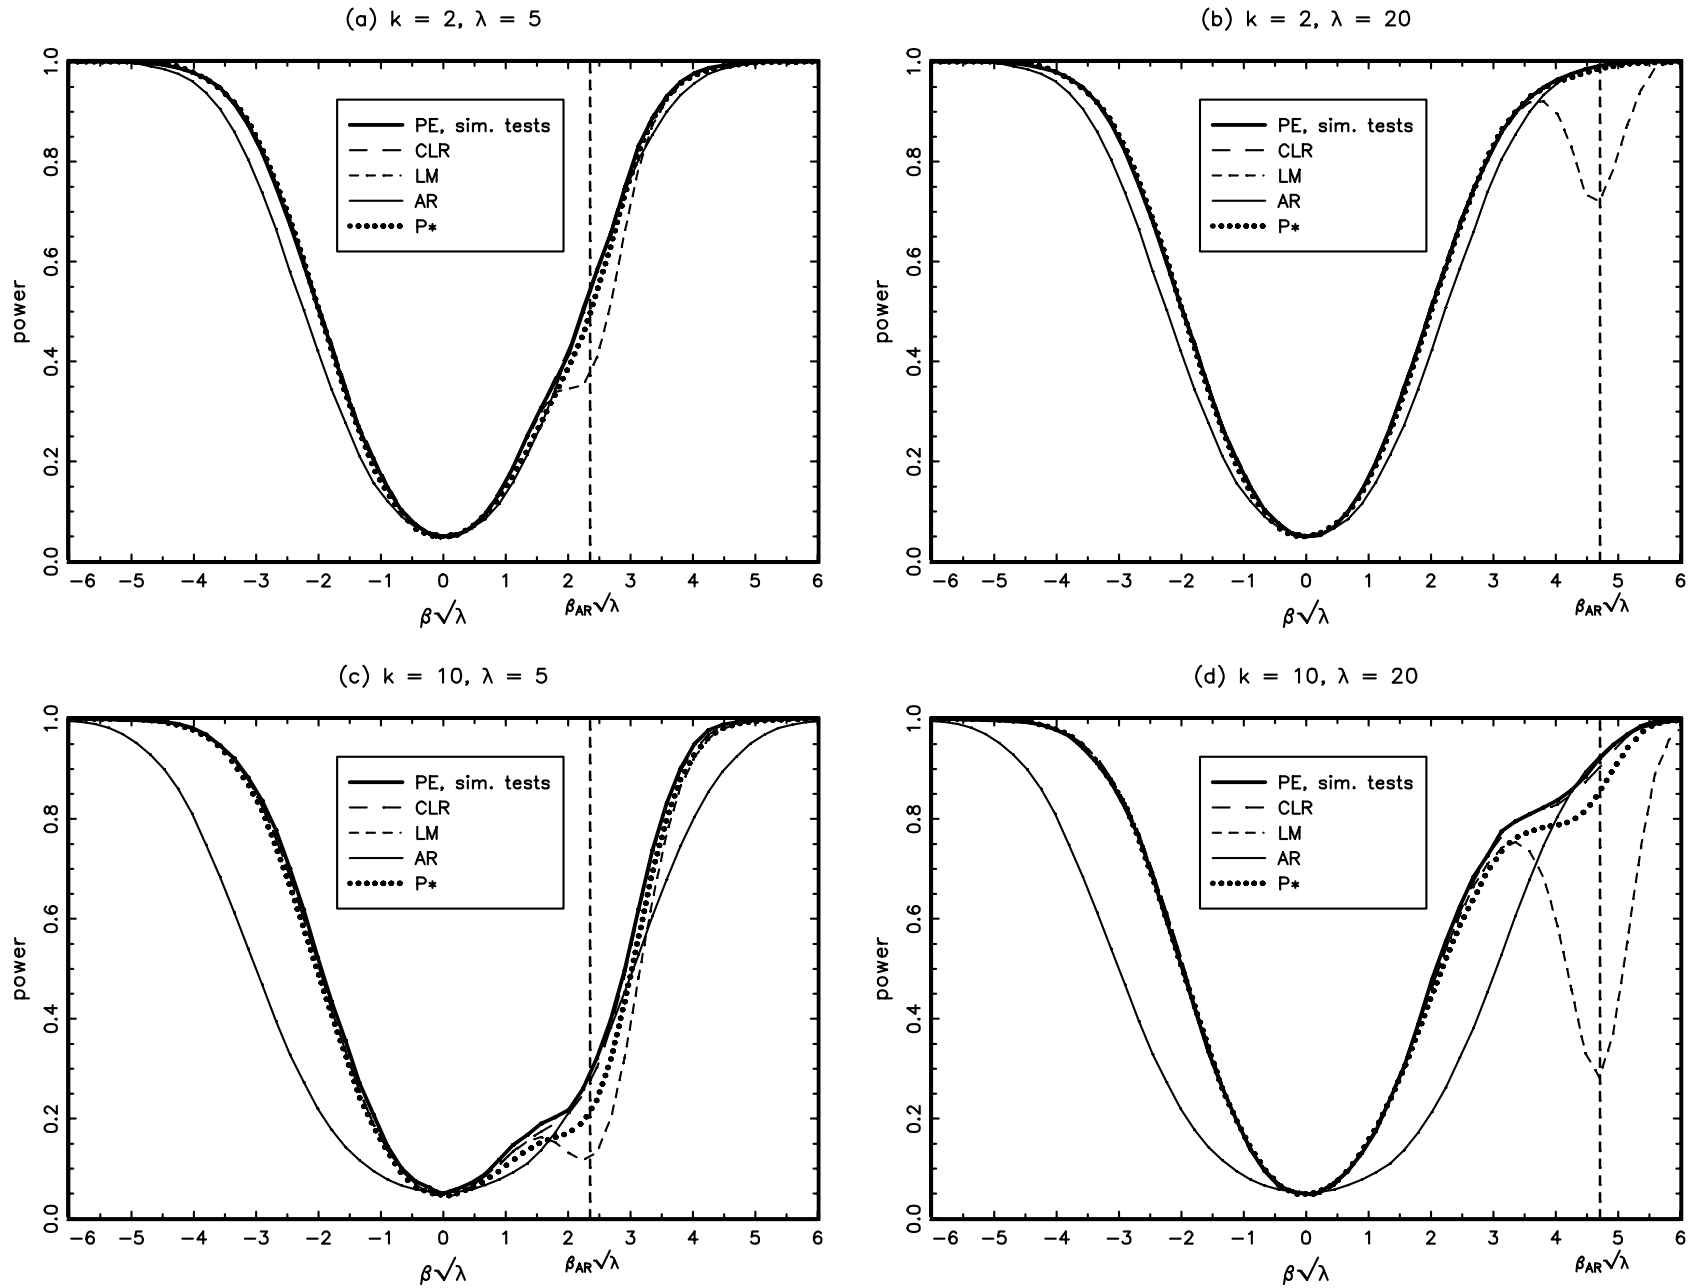 (a) k = 2, λ = 5
power
0.0 0.2 0.4 0.6 0.8 1.0
PE, sim. tests
CLR
LM
AR
P*
−6 −5 −4 −3 −2 −1 0 1 2 3 4 5 6
β√λ
β_AR√λ
(b) k = 2, λ = 20
power
0.0 0.2 0.4 0.6 0.8 1.0
PE, sim. tests
CLR
LM
AR
P*
−6 −5 −4 −3 −2 −1 0 1 2 3 4 5 6
β√λ
β_AR√λ
(c) k = 10, λ = 5
power
0.0 0.2 0.4 0.6 0.8 1.0
PE, sim. tests
CLR
LM
AR
P*
−6 −5 −4 −3 −2 −1 0 1 2 3 4 5 6
β√λ
β_AR√λ
(d) k = 10, λ = 20
power
0.0 0.2 0.4 0.6 0.8 1.0
PE, sim. tests
CLR
LM
AR
P*
−6 −5 −4 −3 −2 −1 0 1 2 3 4 5 6
β√λ
β_AR√λ